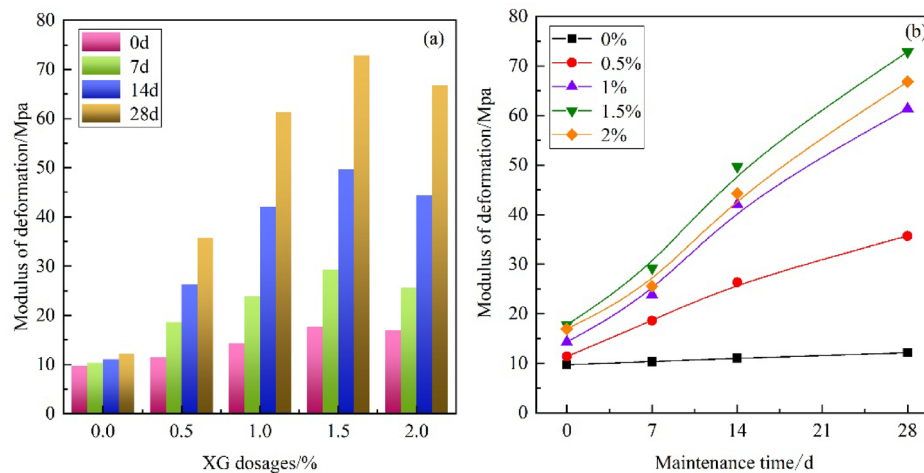 (a)
0d
7d
14d
28d
Modulus of deformation/Mpa
80
70
60
50
40
30
20
10
0
0.0 0.5 1.0 1.5 2.0
XG dosages/%
(b)
0%
0.5%
1%
1.5%
2%
Modulus of deformation/Mpa
80
70
60
50
40
30
20
10
0
0 7 14 21 28
Maintenance time/d